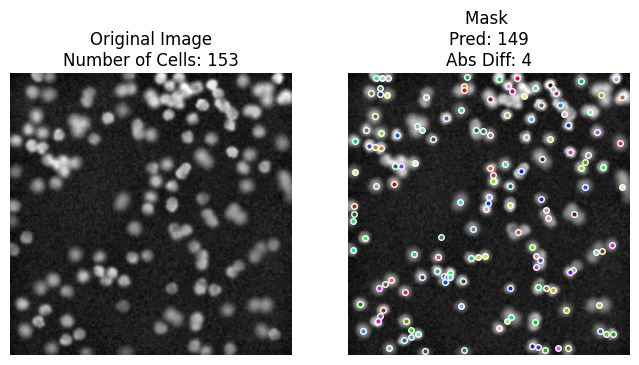 Original Image
Number of Cells: 153
Mask
Pred: 149
Abs Diff: 4